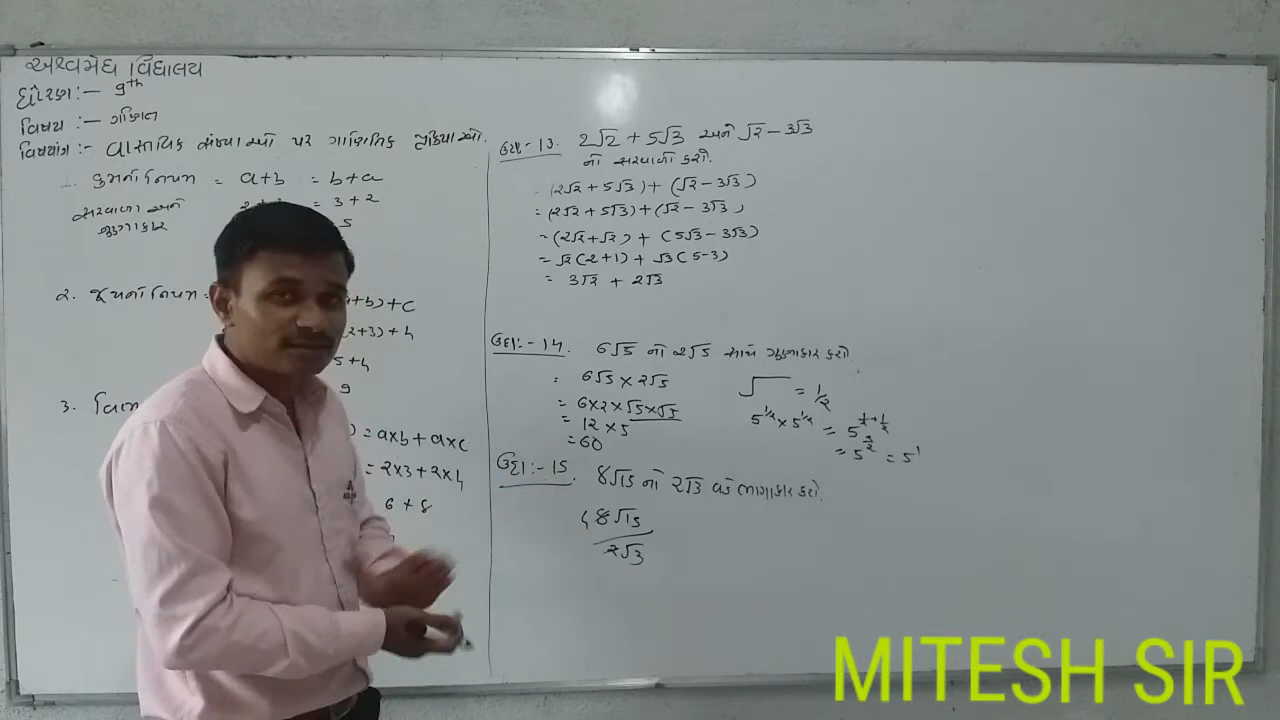 અશ્વમેઘ વિદ્યાલય
ધોરણ :- 9th
વિષય :- ગણિત
વિષયાંગ :- વાસ્તવિક સંખ્યાઓ પર ગાણિતિક પ્રક્રિયાઓ.
1. ક્રમનો નિયમ = a+b = b+a
સરવાળા અને = 3+2
ગુણાકાર 5
૨. જૂથનો નિયમ = +b)+c
2+3)+4
5+4
9
3. = a×b + a×c
= 2×3 + 2×4
6 + 8
ઉદા:-13. 2√2 + 5√3 અને √2 - 3√3
નો સરવાળો કરો.
= (2√2 + 5√3) + (√2 - 3√3)
= (2√2 + 5√3) + (√2 - 3√3)
= (2√2 + √2) + (5√3 - 3√3)
= √2(2+1) + √3(5-3)
= 3√2 + 2√3
ઉદા:-14. 6√5 નો 2√5 સાથે ગુણાકાર કરો.
= 6√5 × 2√5
= 6×2×√5×√5
= 12 × 5
= 60
√ = 1/2
5^1/2 × 5^1/2 = 5^1/2+1/2
= 5^2/2 = 5^1
ઉદા:-15. 8√15 નો 2√3 વડે ભાગાકાર કરો.
4 8√15
2√3
MITESH SIR